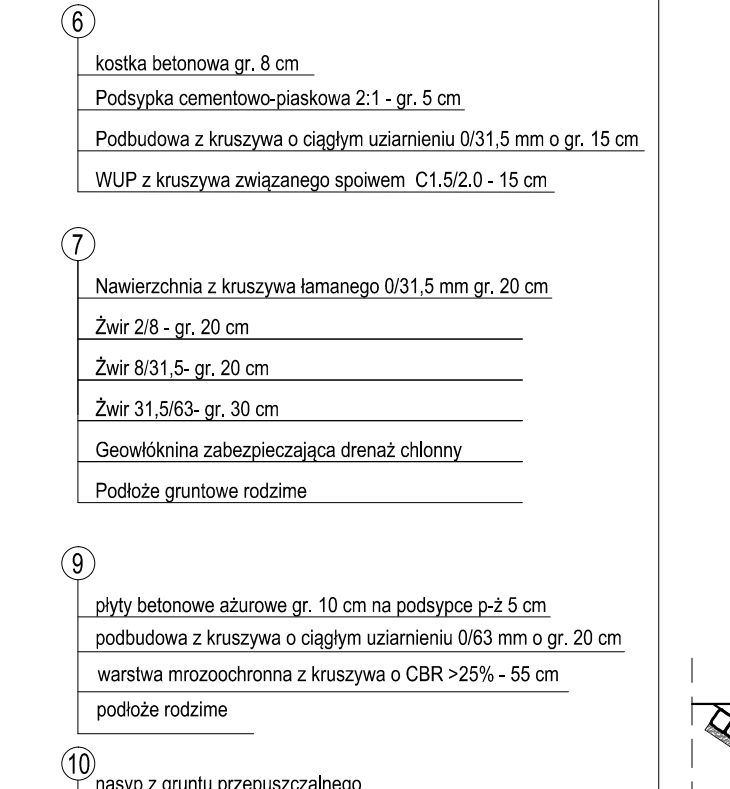 6
kostka betonowa gr. 8 cm
Podsypka cementowo-piaskowa 2:1 - gr. 5 cm
Podbudowa z kruszywa o ciągłym uziarnieniu 0/31,5 mm o gr. 15 cm
WUP z kruszywa związanego spoiwem C1.5/2.0 - 15 cm
7
Nawierzchnia z kruszywa łamanego 0/31,5 mm gr. 20 cm
Żwir 2/8 - gr. 20 cm
Żwir 8/31,5- gr. 20 cm
Żwir 31,5/63- gr. 30 cm
Geowłóknina zabezpieczająca drenaż chlonny
Podłoże gruntowe rodzime
9
płyty betonowe ażurowe gr. 10 cm na podsypce p-ż 5 cm
podbudowa z kruszywa o ciągłym uziarnieniu 0/63 mm o gr. 20 cm
warstwa mrozoochronna z kruszywa o CBR >25% - 55 cm
podłoże rodzime
10
nasyp z gruntu przepuszczalnego